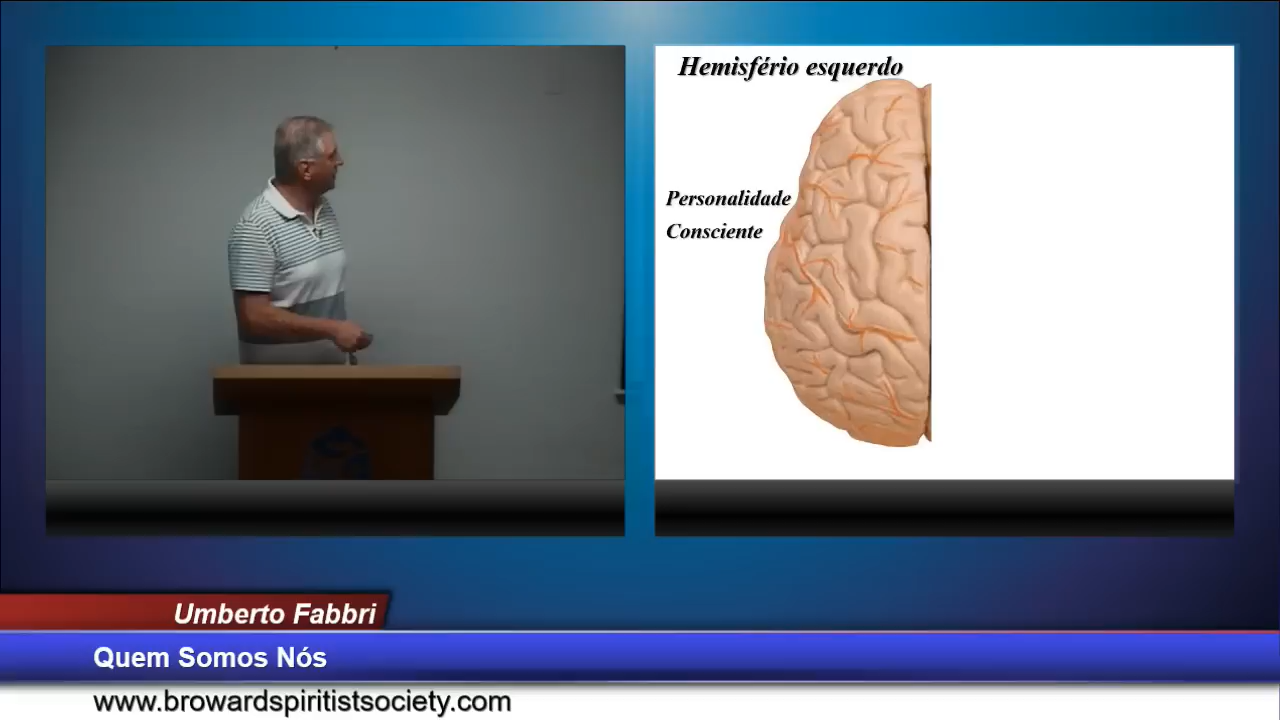 Hemisfério esquerdo
Personalidade
Consciente
Umberto Fabbri
Quem Somos Nós
www.browardspiritistsociety.com